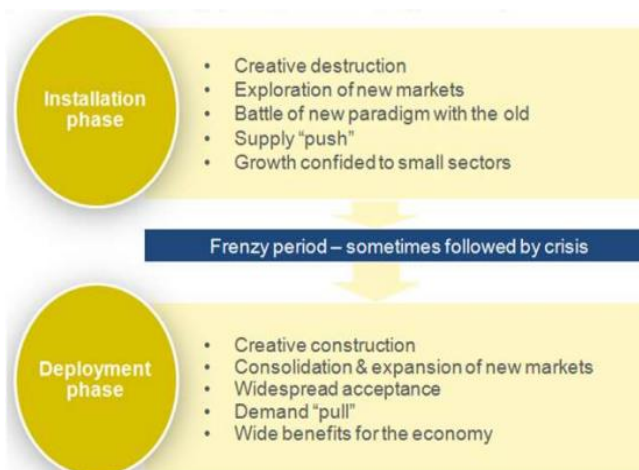 Installation
phase
• Creative destruction
• Exploration of new markets
• Battle of new paradigm with the old
• Supply “push”
• Growth confided to small sectors
Frenzy period – sometimes followed by crisis
Deployment
phase
• Creative construction
• Consolidation & expansion of new markets
• Widespread acceptance
• Demand “pull”
• Wide benefits for the economy